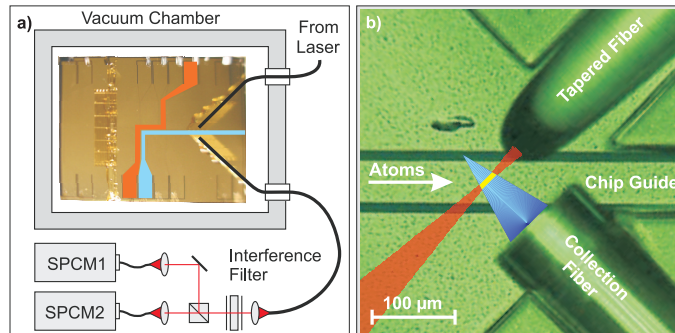 a)
Vacuum Chamber
From
Laser
SPCM1
SPCM2
Interference
Filter
b)
Tapered Fiber
Atoms
Chip Guide
Collection
Fiber
100 μm